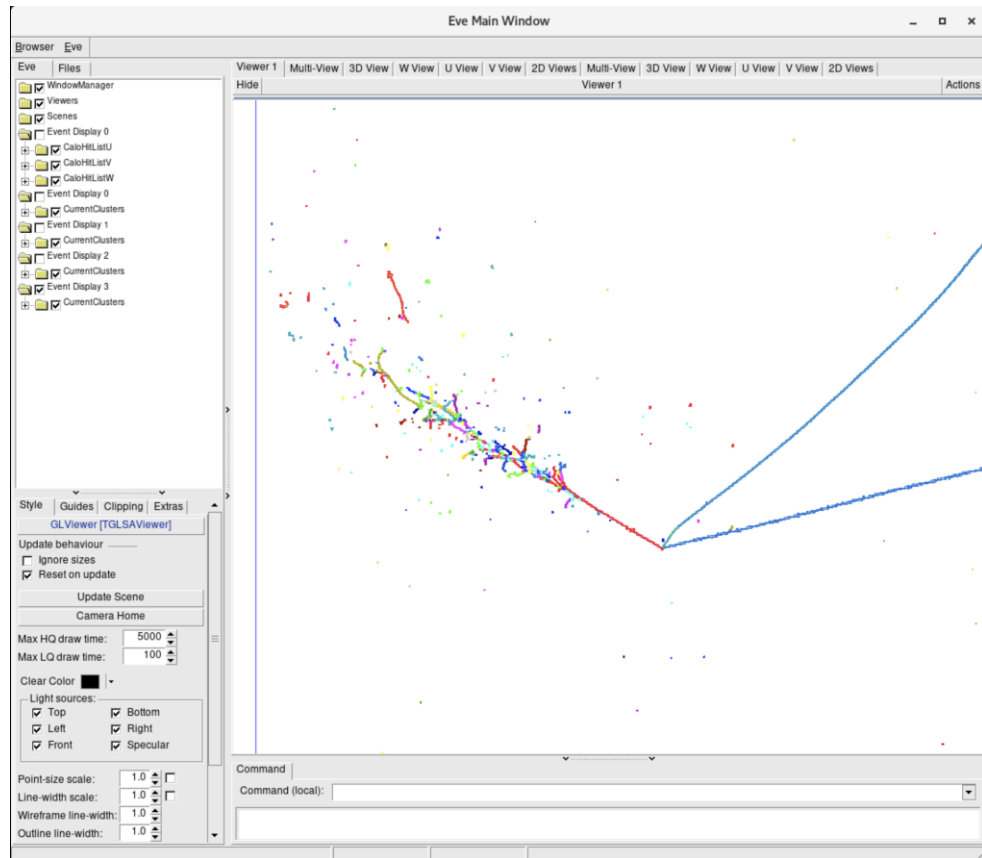 Eve Main Window
Browser Eve
Eve Files
WindowManager
Viewers
Scenes
Event Display 0
CaloHitListU
CaloHitListV
CaloHitListW
Event Display 0
CurrentClusters
Event Display 1
CurrentClusters
Event Display 2
CurrentClusters
Event Display 3
CurrentClusters
Style Guides Clipping Extras
GLViewer [TGLSAViewer]
Update behaviour
Ignore sizes
Reset on update
Update Scene
Camera Home
Max HQ draw time: 5000
Max LQ draw time: 100
Clear Color
Light sources:
Top Bottom
Left Right
Front Specular
Point-size scale: 1.0
Line-width scale: 1.0
Wireframe line-width: 1.0
Outline line-width: 1.0
Viewer 1 Multi-View 3D View W View U View V View 2D Views Multi-View 3D View W View U View V View 2D Views
Hide Viewer 1 Actions
Command
Command (local):